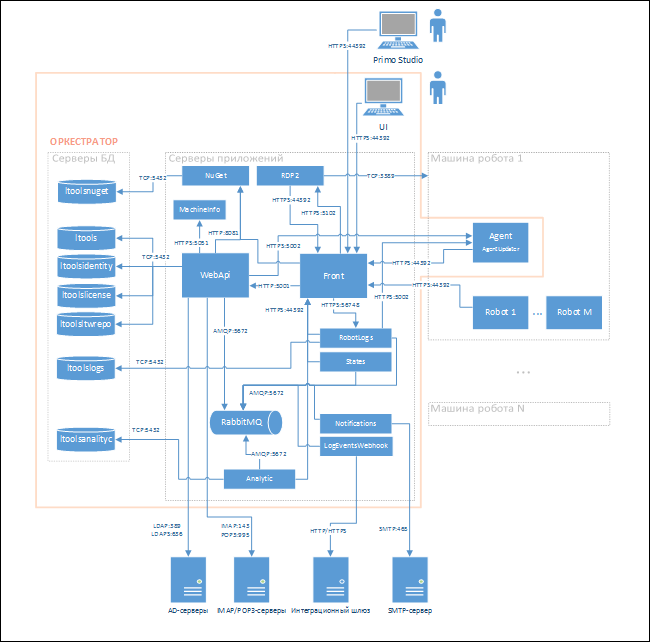 HTTPS:44392
Primo Studio
UI
HTTPS:44392
ОРКЕСТРАТОР
Серверы БД
Серверы приложений
Машина робота 1
ltoolsnuget
TCP:5432
NuGet
RDP2
TCP:3389
HTTPS:44392
HTTPS:5102
MachineInfo
HTTPS:5051
HTTP:8081
HTTPS:5002
ltools
TCP:5432
ltoolsidentity
ltoolslicense
ltoolsltwrepo
WebApi
HTTPS:5001
Front
Agent
AgentUpdater
HTTPS:44392
HTTPS:44392
HTTPS:5002
HTTPS:44392
HTTPS:56748
Robot 1
...
Robot M
AMQP:5672
RobotLogs
States
ltoolslogs
TCP:5432
...
AMQP:5672
Машина робота N
RabbitMQ
Notifications
LogEventsWebhook
ltoolsanalityc
TCP:5432
AMQP:5672
Analytic
LDAP:389
LDAPS:636
IMAP:143
POP3:995
HTTP/HTTPS
SMTP:465
AD-серверы
IMAP/POP3-серверы
Интеграционный шлюз
SMTP-сервер